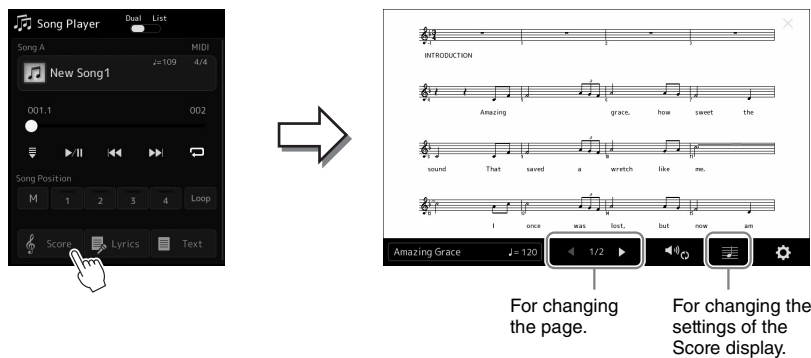 Song Player
Dual List
Song A MIDI
New Song1
♩=109 4/4
001.1 002
Song Position
M 1 2 3 4 Loop
Score Lyrics Text
INTRODUCTION
Amazing grace, how sweet the
sound That saved a wretch like me.
I once was lost, but now am
Amazing Grace ♩= 120 1/2
For changing
the page.
For changing the
settings of the
Score display.